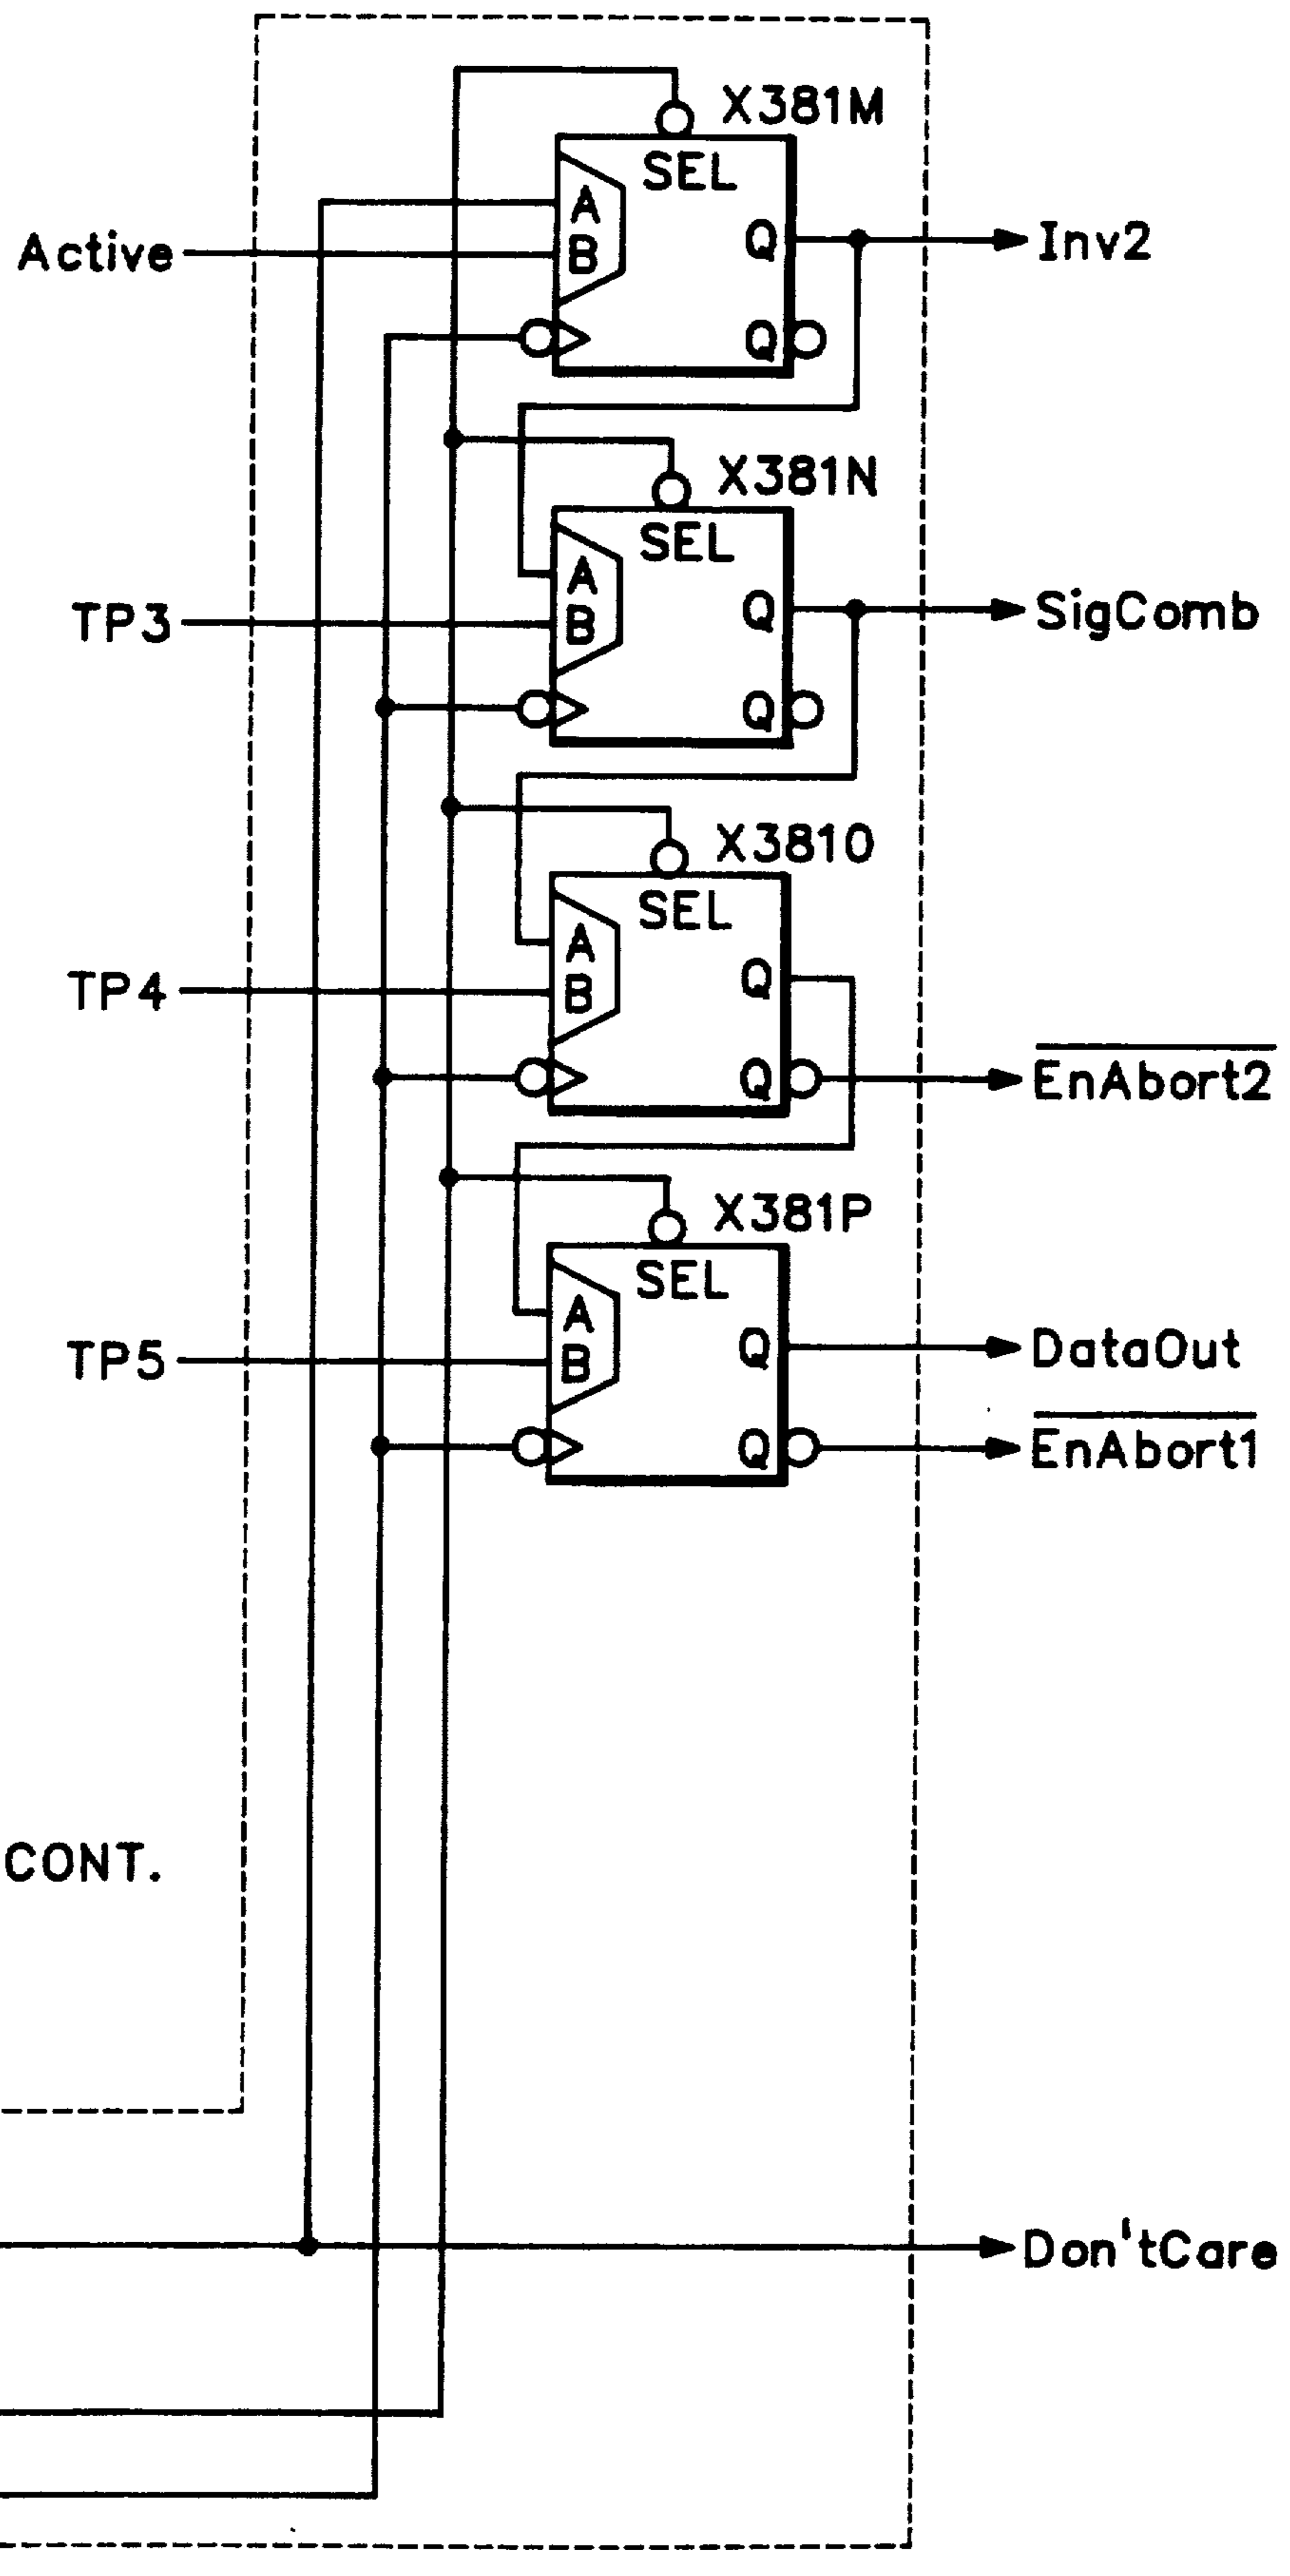 X381M
SEL
A
Active
B
Q
Inv2
Q
X381N
SEL
A
TP3
B
Q
SigComb
Q
X381O
SEL
A
TP4
B
Q
Q
EnAbort2
X381P
SEL
A
TP5
B
Q
DataOut
Q
EnAbort1
CONT.
Don'tCare